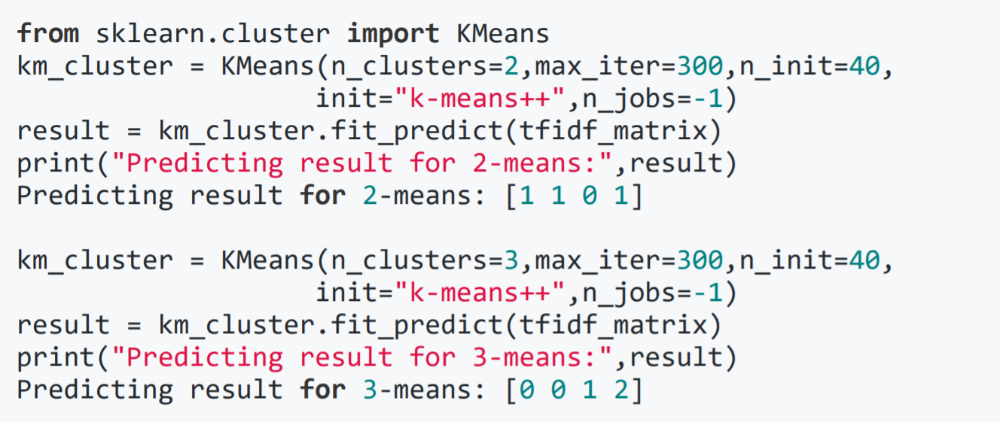 from sklearn.cluster import KMeans
km_cluster = KMeans(n_clusters=2,max_iter=300,n_init=40,
                   init="k-means++",n_jobs=-1)
result = km_cluster.fit_predict(tfidf_matrix)
print("Predicting result for 2-means:",result)
Predicting result for 2-means: [1 1 0 1]

km_cluster = KMeans(n_clusters=3,max_iter=300,n_init=40,
                   init="k-means++",n_jobs=-1)
result = km_cluster.fit_predict(tfidf_matrix)
print("Predicting result for 3-means:",result)
Predicting result for 3-means: [0 0 1 2]